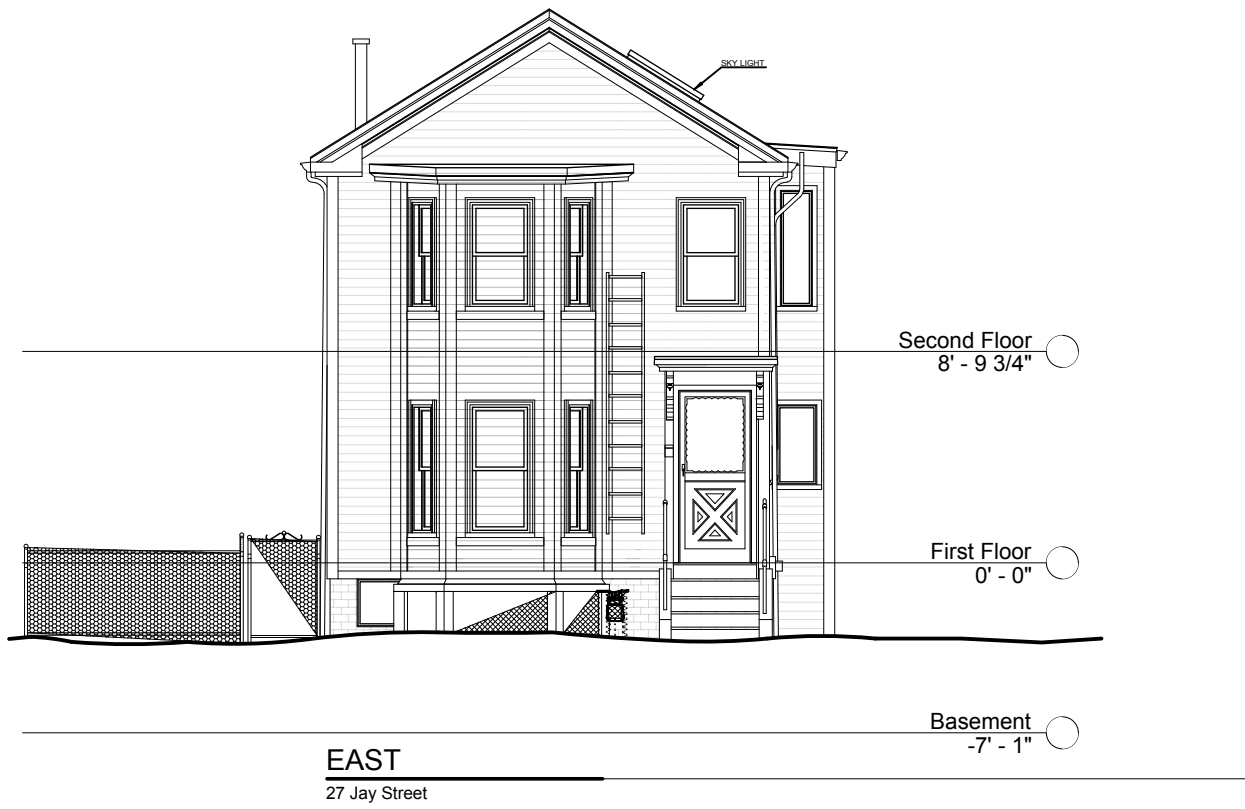 SKY LIGHT
Second Floor
8' - 9 3/4"
First Floor
0' - 0"
Basement
-7' - 1"
EAST
27 Jay Street